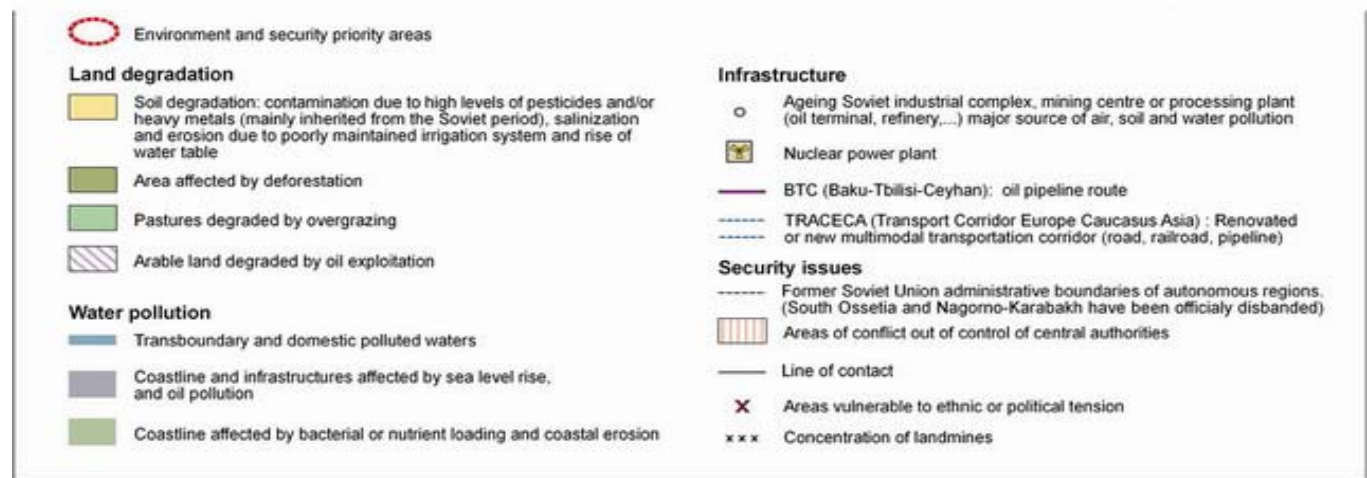 Environment and security priority areas
Land degradation
Soil degradation: contamination due to high levels of pesticides and/or
heavy metals (mainly inherited from the Soviet period), salinization
and erosion due to poorly maintained irrigation system and rise of
water table
Area affected by deforestation
Pastures degraded by overgrazing
Arable land degraded by oil exploitation
Water pollution
Transboundary and domestic polluted waters
Coastline and infrastructures affected by sea level rise,
and oil pollution
Coastline affected by bacterial or nutrient loading and coastal erosion
Infrastructure
Ageing Soviet industrial complex, mining centre or processing plant
(oil terminal, refinery,...) major source of air, soil and water pollution
Nuclear power plant
BTC (Baku-Tbilisi-Ceyhan): oil pipeline route
TRACECA (Transport Corridor Europe Caucasus Asia) : Renovated
or new multimodal transportation corridor (road, railroad, pipeline)
Security issues
Former Soviet Union administrative boundaries of autonomous regions.
(South Ossetia and Nagorno-Karabakh have been officialy disbanded)
Areas of conflict out of control of central authorities
Line of contact
Areas vulnerable to ethnic or political tension
Concentration of landmines